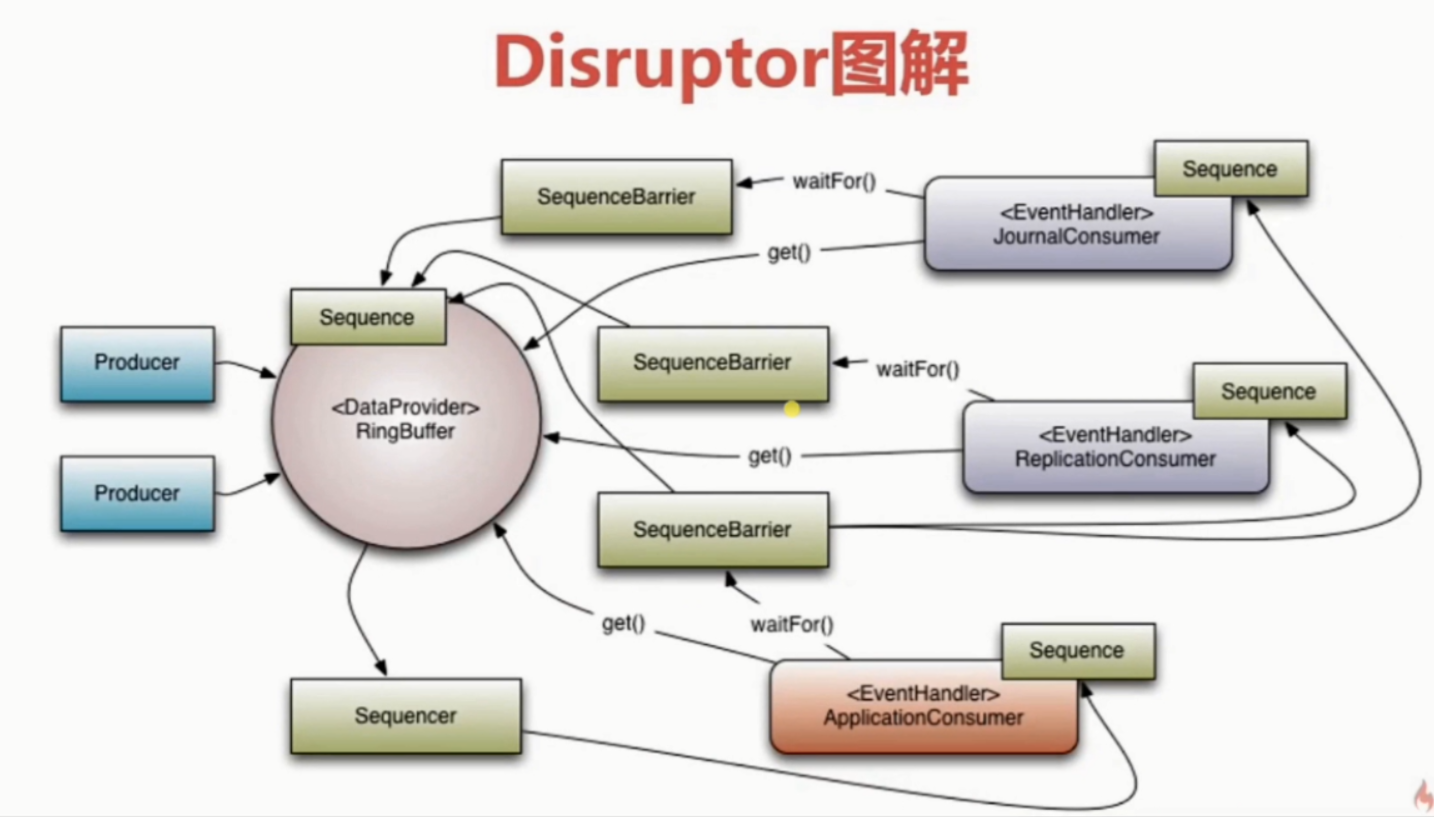 Disruptor图解
Sequence
SequenceBarrier
waitFor()
<EventHandler>
JournalConsumer
get()
Sequence
Producer
SequenceBarrier
waitFor()
Sequence
<DataProvider>
RingBuffer
<EventHandler>
ReplicationConsumer
get()
Producer
SequenceBarrier
get()
waitFor()
Sequence
<EventHandler>
ApplicationConsumer
Sequencer